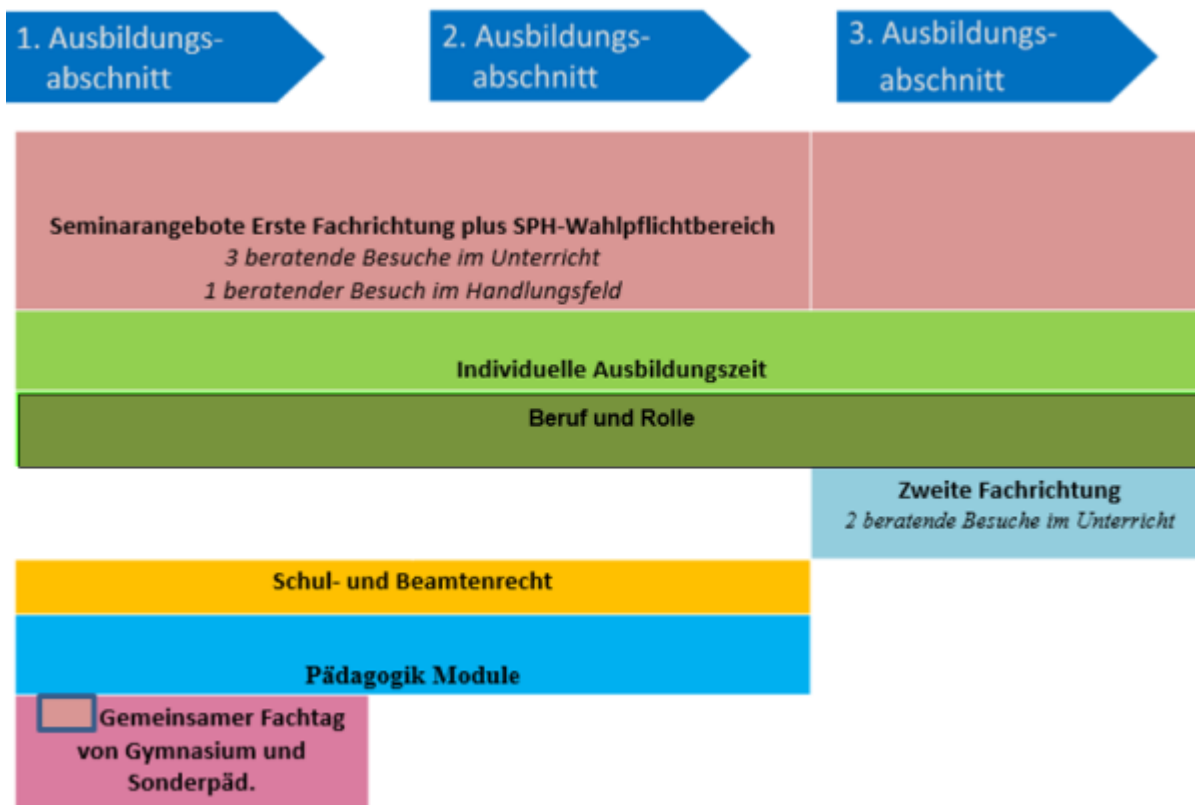 1. Ausbildungs-
abschnitt
2. Ausbildungs-
abschnitt
3. Ausbildungs-
abschnitt
Seminarangebote Erste Fachrichtung plus SPH-Wahlpflichtbereich
3 beratende Besuche im Unterricht
1 beratender Besuch im Handlungsfeld
Individuelle Ausbildungszeit
Beruf und Rolle
Zweite Fachrichtung
2 beratende Besuche im Unterricht
Schul- und Beamtenrecht
Pädagogik Module
Gemeinsamer Fachtag
von Gymnasium und
Sonderpäd.